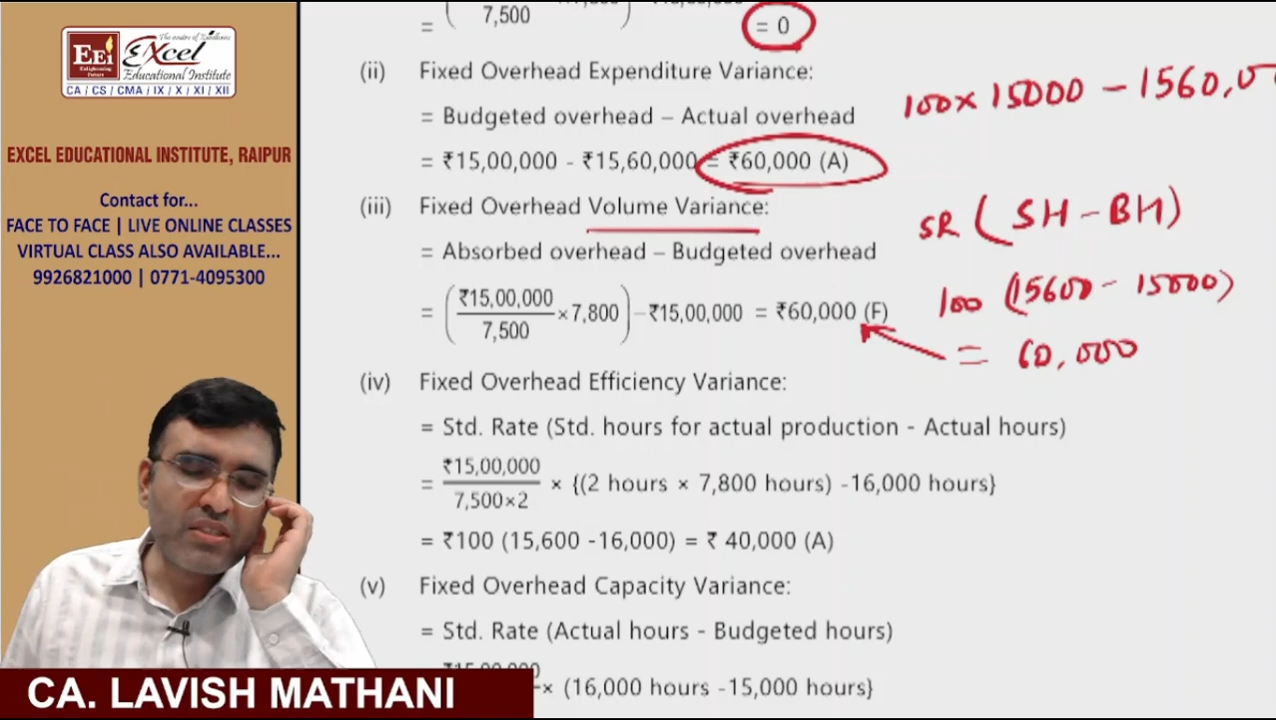 7,500
= 0
(ii) Fixed Overhead Expenditure Variance:
= Budgeted overhead – Actual overhead
= ₹15,00,000 - ₹15,60,000 = ₹60,000 (A)
100 x 15000 –
(iii) Fixed Overhead Volume Variance:
= Absorbed overhead – Budgeted overhead
= (₹15,00,000 / 7,500 ×7,800) –₹15,00,000 = ₹60,000 (F)
SR (SH - BH)
100 (15600 - 15000)
= 60,000
(iv) Fixed Overhead Efficiency Variance:
= Std. Rate (Std. hours for actual production - Actual hours)
= ₹15,00,000 / 7,500×2 × {(2 hours × 7,800 hours) -16,000 hours}
= ₹100 (15,600 -16,000) = ₹ 40,000 (A)
(v) Fixed Overhead Capacity Variance:
= Std. Rate (Actual hours - Budgeted hours)
× (16,000 hours -15,000 hours}
The centre of Excellence
EEi Excel
Enlightening Future
Educational Institute
CA / CS / CMA / IX / X / XI / XII
EXCEL EDUCATIONAL INSTITUTE, RAIPUR
Contact for...
FACE TO FACE | LIVE ONLINE CLASSES
VIRTUAL CLASS ALSO AVAILABLE...
9926821000 | 0771-4095300
CA. LAVISH MATHANI